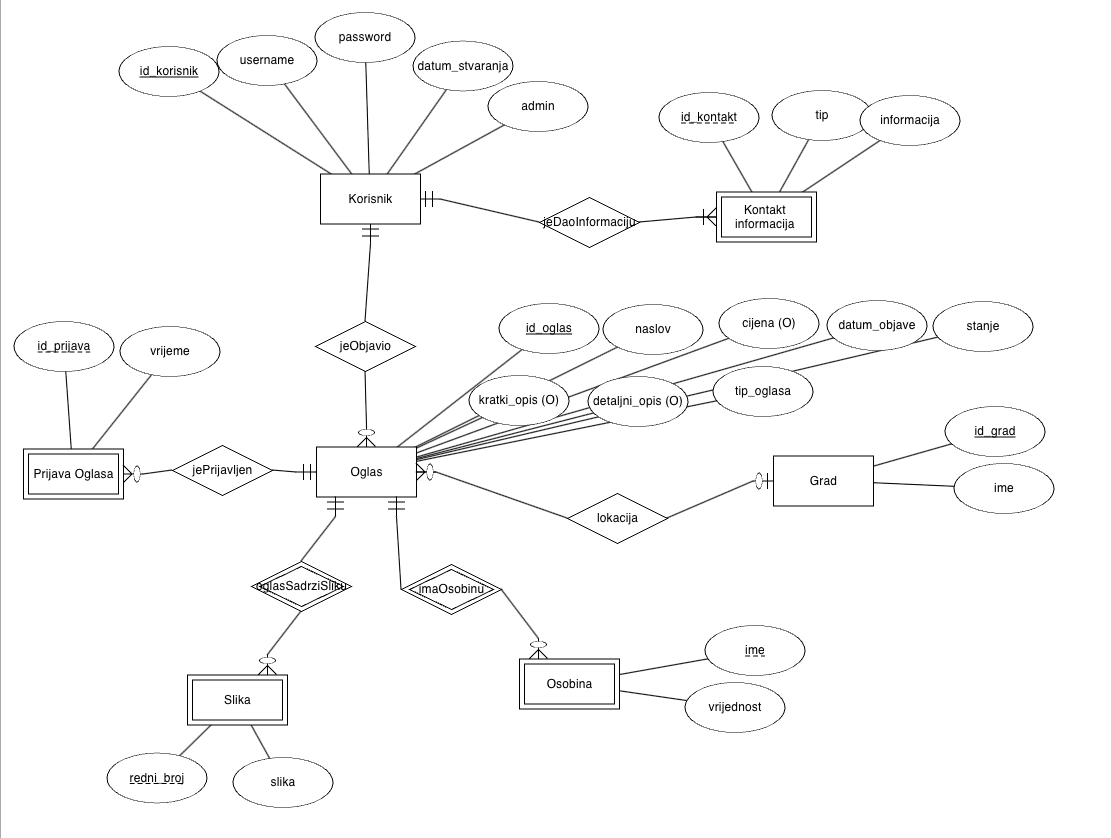 password
username
datum_stvaranja
id_korisnik
admin
id_kontakt
tip
informacija
Korisnik
jeDaoInformaciju
Kontakt
informacija
id_oglas
naslov
cijena (O)
datum_objave
stanje
id_prijava
vrijeme
jeObjavio
kratki_opis (O)
detaljni_opis (O)
tip_oglasa
id_grad
Prijava Oglasa
jePrijavljen
Oglas
Grad
ime
lokacija
oglasSadrziSliku
imaOsobinu
ime
Slika
Osobina
vrijednost
redni_broj
slika